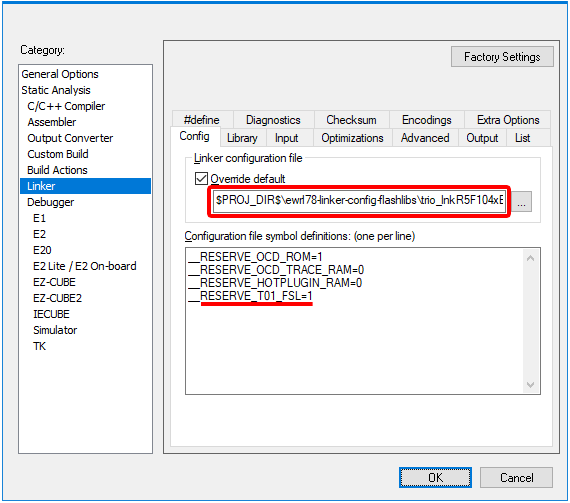 Category:
Factory Settings
General Options
Static Analysis
C/C++ Compiler
Assembler
Output Converter
Custom Build
Build Actions
Linker
Debugger
E1
E2
E20
E2 Lite / E2 On-board
EZ-CUBE
EZ-CUBE2
IECUBE
Simulator
TK
#define Diagnostics Checksum Encodings Extra Options
Config Library Input Optimizations Advanced Output List
Linker configuration file
Override default
$PROJ_DIR$\ewrl78-linker-config-flashlibs\trio_lnkR5F104xE
...
Configuration file symbol definitions: (one per line)
__RESERVE_OCD_ROM=1
__RESERVE_OCD_TRACE_RAM=0
__RESERVE_HOTPLUGIN_RAM=0
__RESERVE_T01_FSL=1
OK Cancel